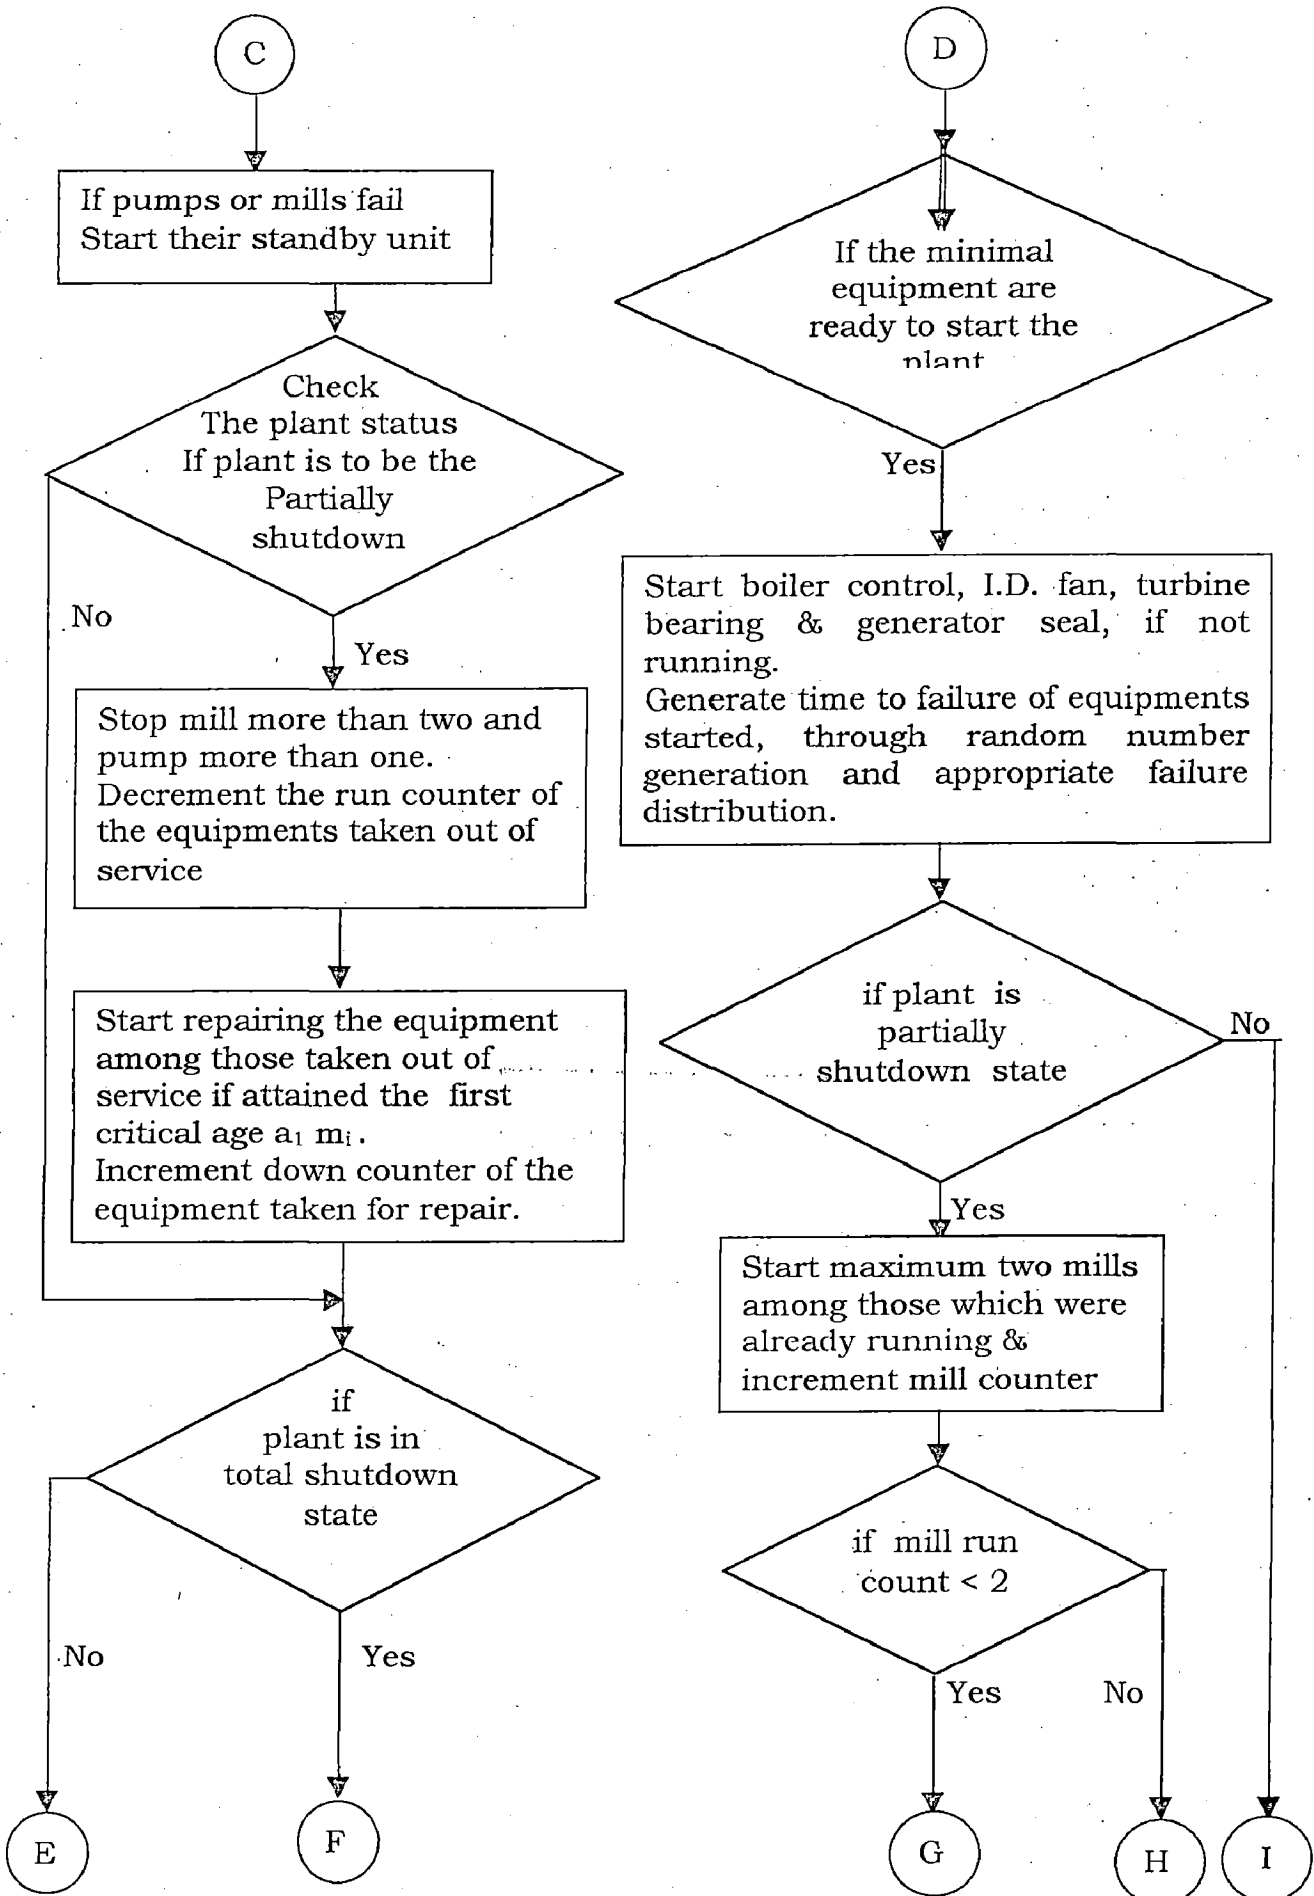 C
If pumps or mills fail
Start their standby unit
Check
The plant status
If plant is to be the
Partially
shutdown
No
Yes
Stop mill more than two and
pump more than one.
Decrement the run counter of
the equipments taken out of
service
Start repairing the equipment
among those taken out of
service if attained the first
critical age a₁ mᵢ.
Increment down counter of the
equipment taken for repair.
if
plant is in
total shutdown
state
No
Yes
E
F
D
If the minimal
equipment are
ready to start the
plant
Yes
Start boiler control, I.D. fan, turbine
bearing & generator seal, if not
running.
Generate time to failure of equipments
started, through random number
generation and appropriate failure
distribution.
if plant is
partially
shutdown state
No
Yes
Start maximum two mills
among those which were
already running &
increment mill counter
if mill run
count < 2
Yes
No
G
H
I